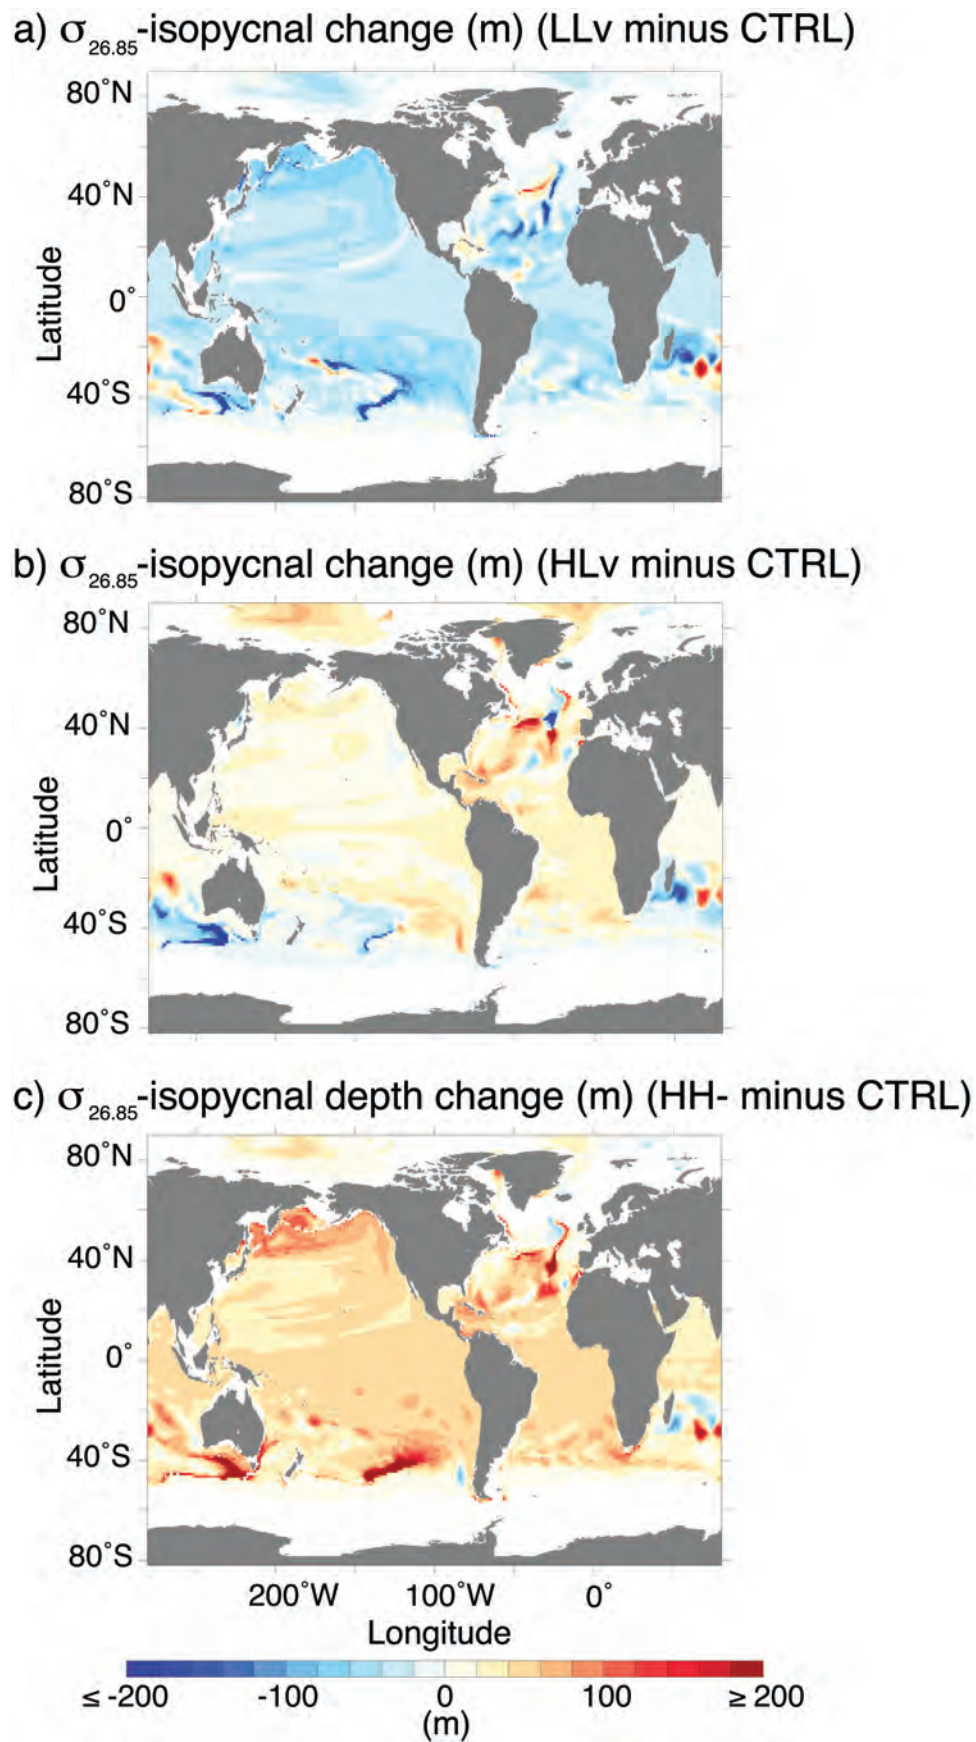 a) σ26.85-isopycnal change (m) (LLv minus CTRL)
80˚N
40˚N
0˚
40˚S
80˚S
Latitude
b) σ26.85-isopycnal change (m) (HLv minus CTRL)
80˚N
40˚N
0˚
40˚S
80˚S
Latitude
c) σ26.85-isopycnal depth change (m) (HH- minus CTRL)
80˚N
40˚N
0˚
40˚S
80˚S
Latitude
200˚W 100˚W 0˚
Longitude
≤ -200 -100 0 100 ≥ 200
(m)